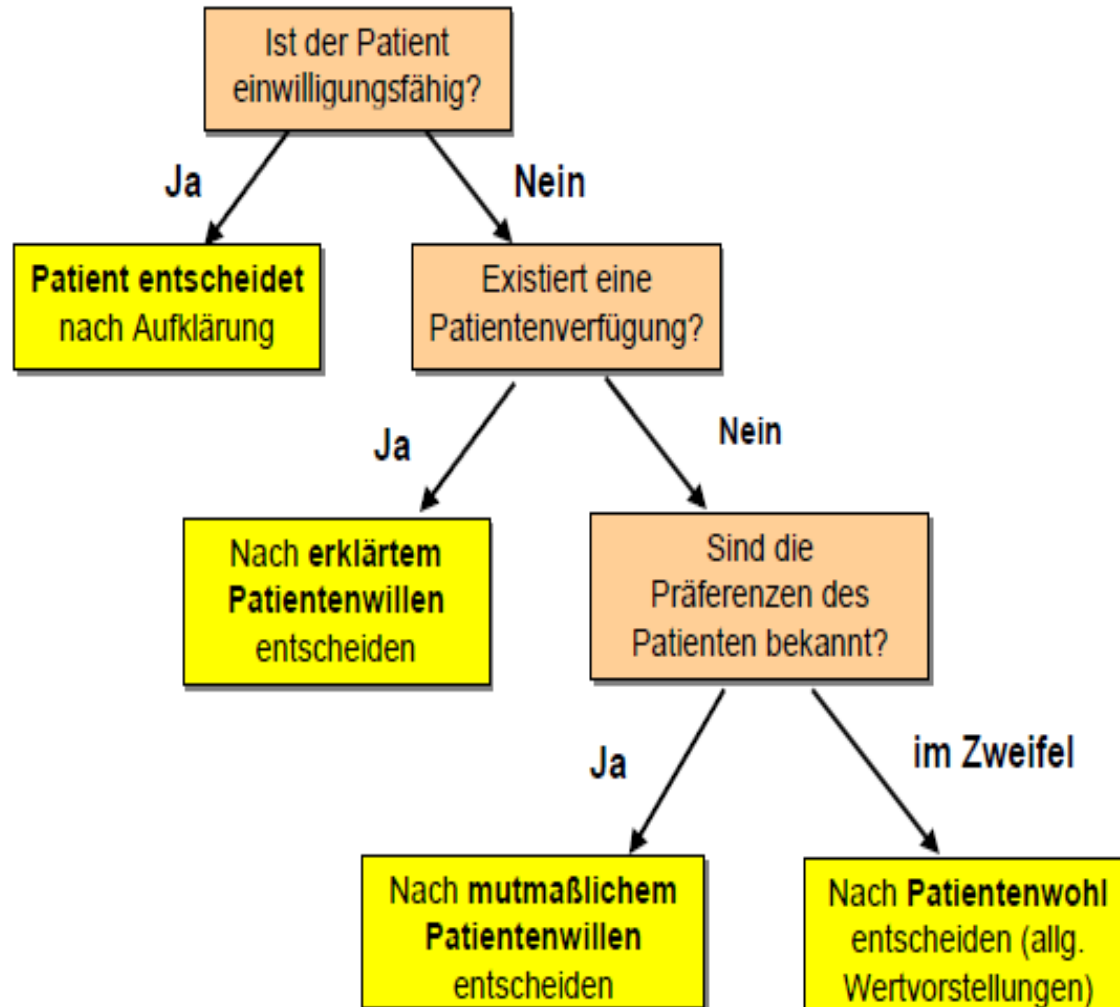 Ist der Patient
einwilligungsfähig?
Ja
Nein
Patient entscheidet
nach Aufklärung
Existiert eine
Patientenverfügung?
Ja
Nein
Nach erklärtem
Patientenwillen
entscheiden
Sind die
Präferenzen des
Patienten bekannt?
Ja
im Zweifel
Nach mutmaßlichem
Patientenwillen
entscheiden
Nach Patientenwohl
entscheiden (allg.
Wertvorstellungen)